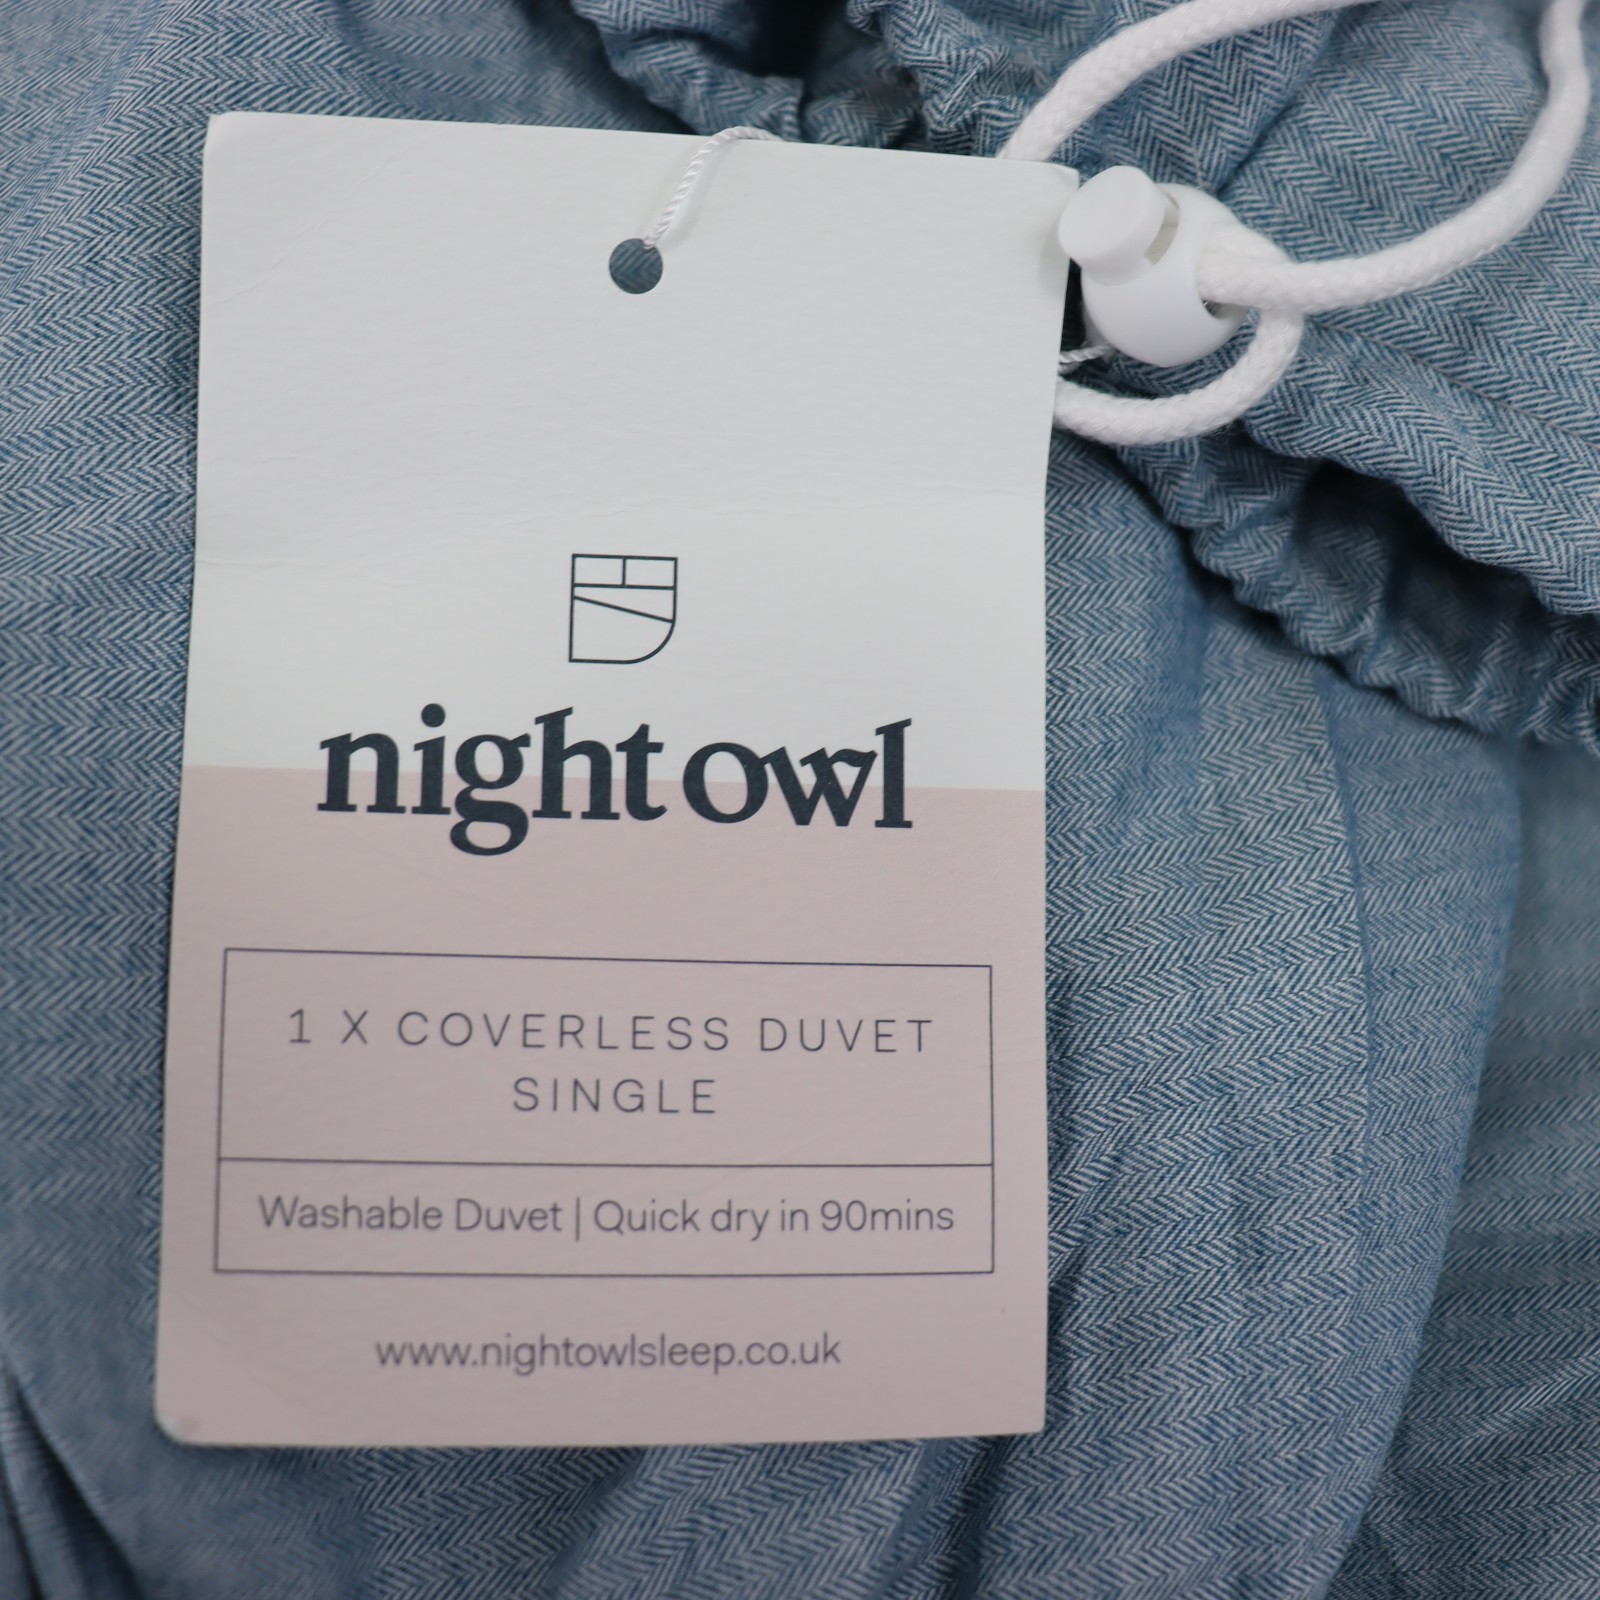 night owl
1 X COVERLESS DUVET
SINGLE
Washable Duvet | Quick dry in 90mins
www.nightowlsleep.co.uk